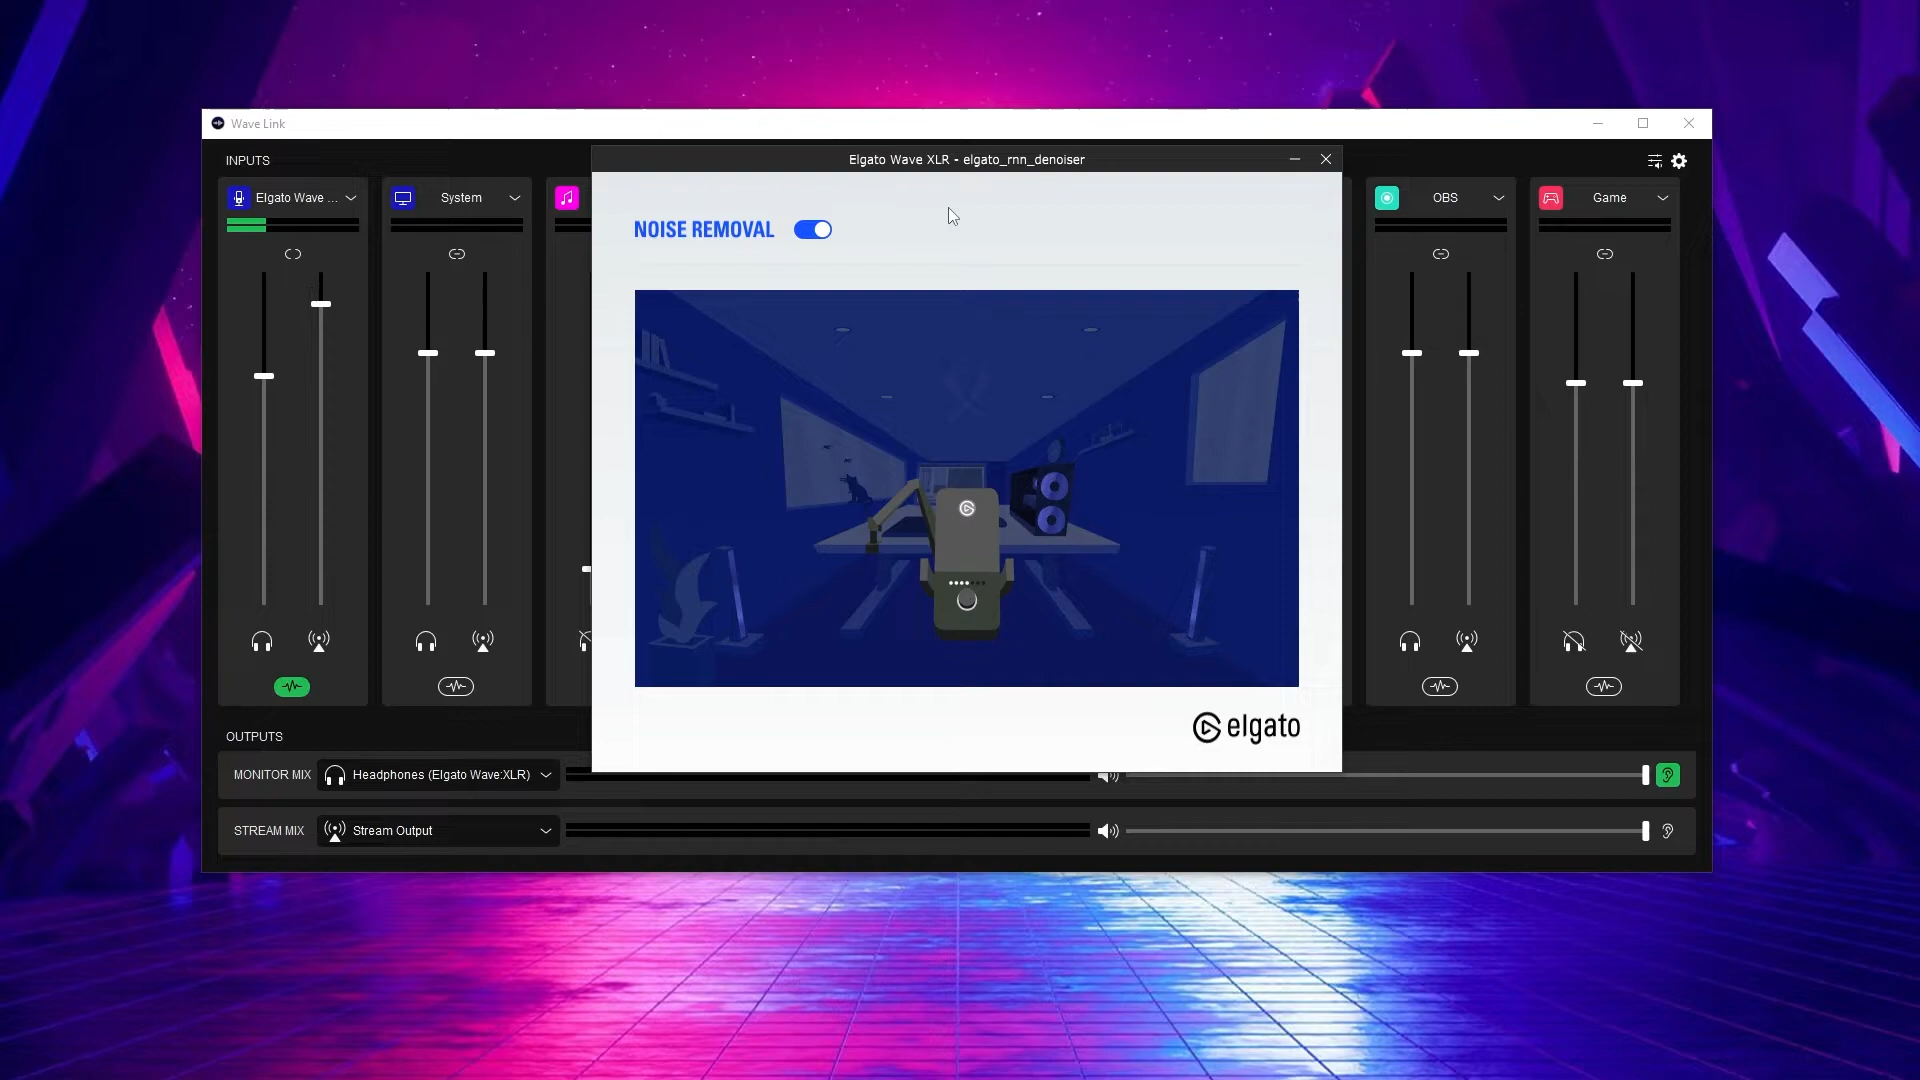 Wave Link
INPUTS
Elgato Wave XLR - elgato_rnn_denoiser
Elgato Wave ...
System
OBS
Game
NOISE REMOVAL
elgato
OUTPUTS
MONITOR MIX
Headphones (Elgato Wave:XLR)
STREAM MIX
Stream Output